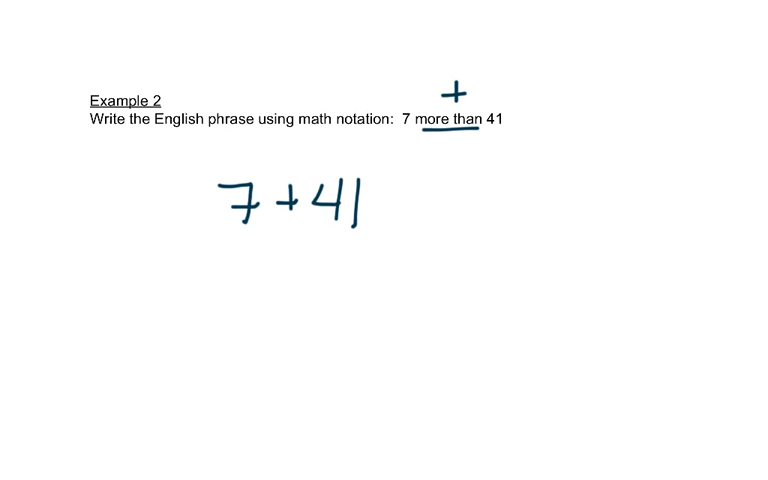 +
Example 2
Write the English phrase using math notation: 7 more than 41
7 + 41